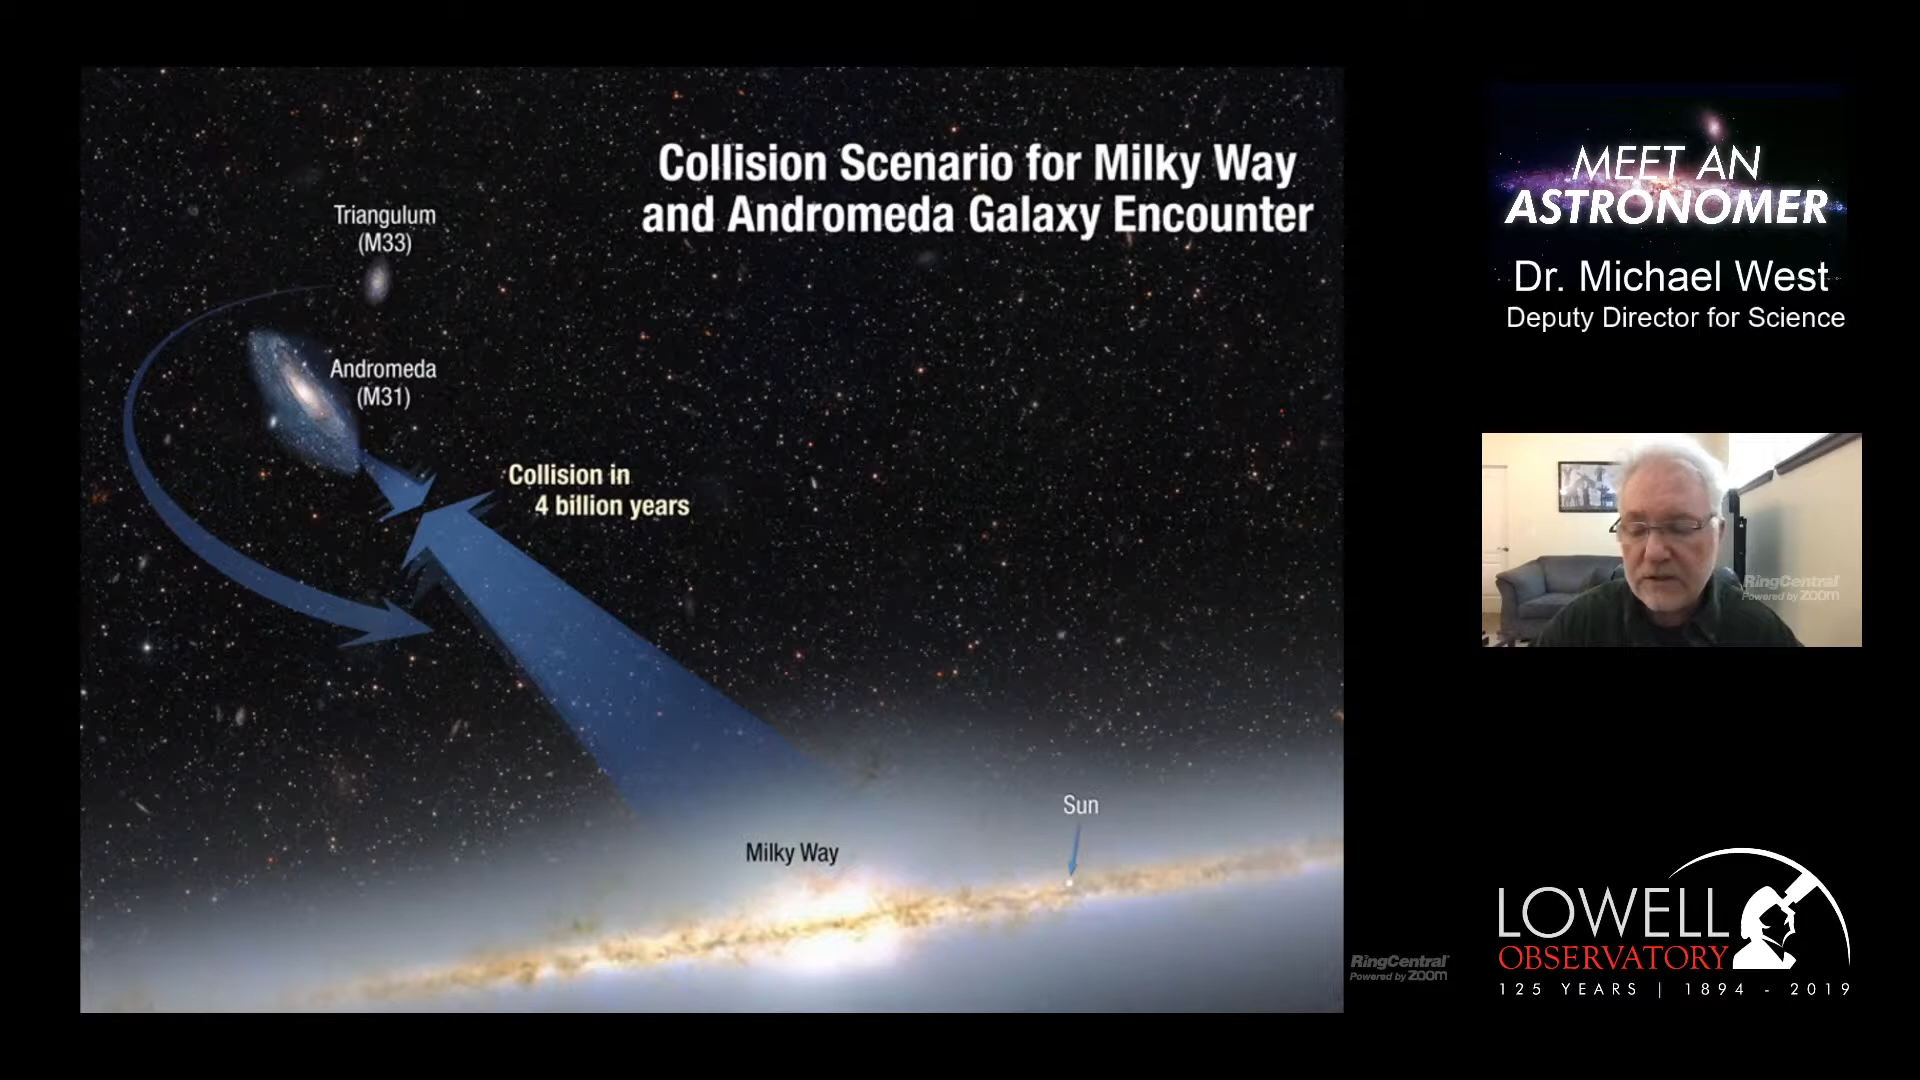 Collision Scenario for Milky Way
and Andromeda Galaxy Encounter
Triangulum
(M33)
Andromeda
(M31)
Collision in
4 billion years
Sun
Milky Way
MEET AN
ASTRONOMER
Dr. Michael West
Deputy Director for Science
RingCentral
Powered by zoom
RingCentral
Powered by zoom
LOWELL
OBSERVATORY
125 YEARS | 1894 - 2019